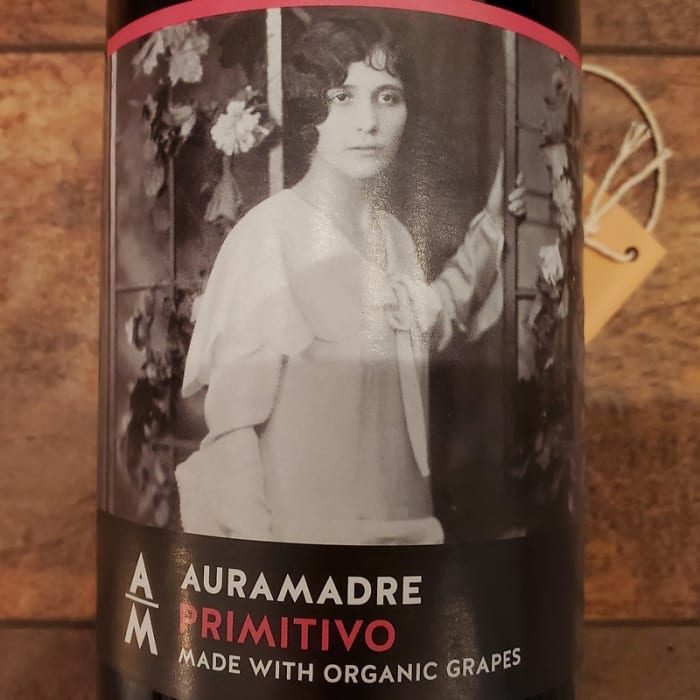 A
M
AURAMADRE
PRIMITIVO
MADE WITH ORGANIC GRAPES